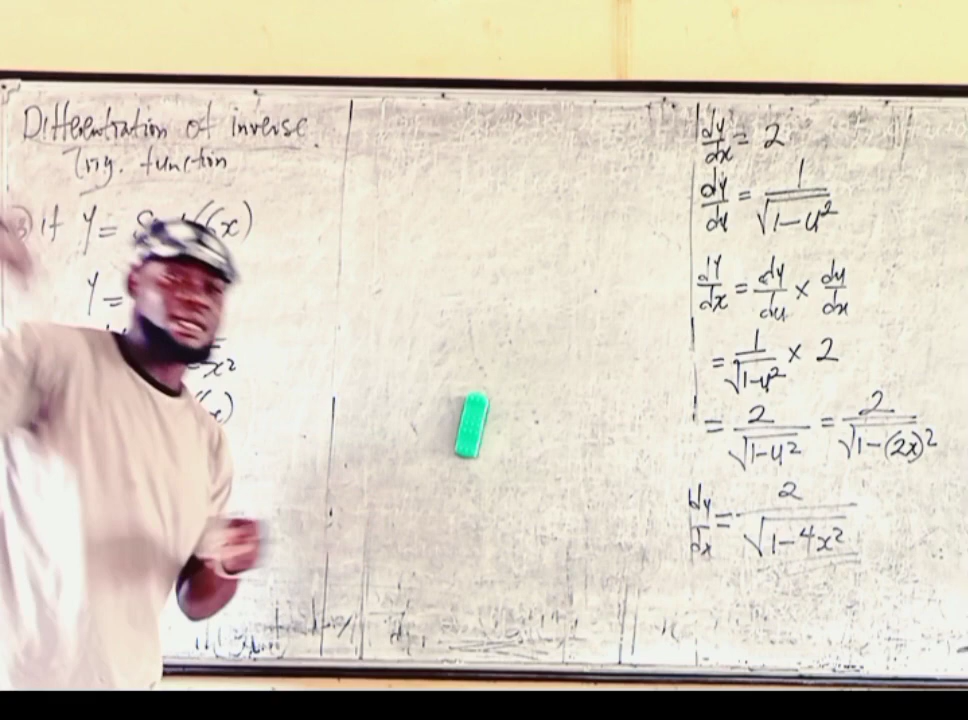 Differentiation of inverse
Trig. function
3) If Y = (x)
Y =
x²
(x)
dy/dx = 2
dy/du = 1/√1-u²
dy/dx = dy/du × du/dx
= 1/√1-u² × 2
= 2/√1-u² = 2/√1-(2x)²
dy/dx = 2/√1-4x²